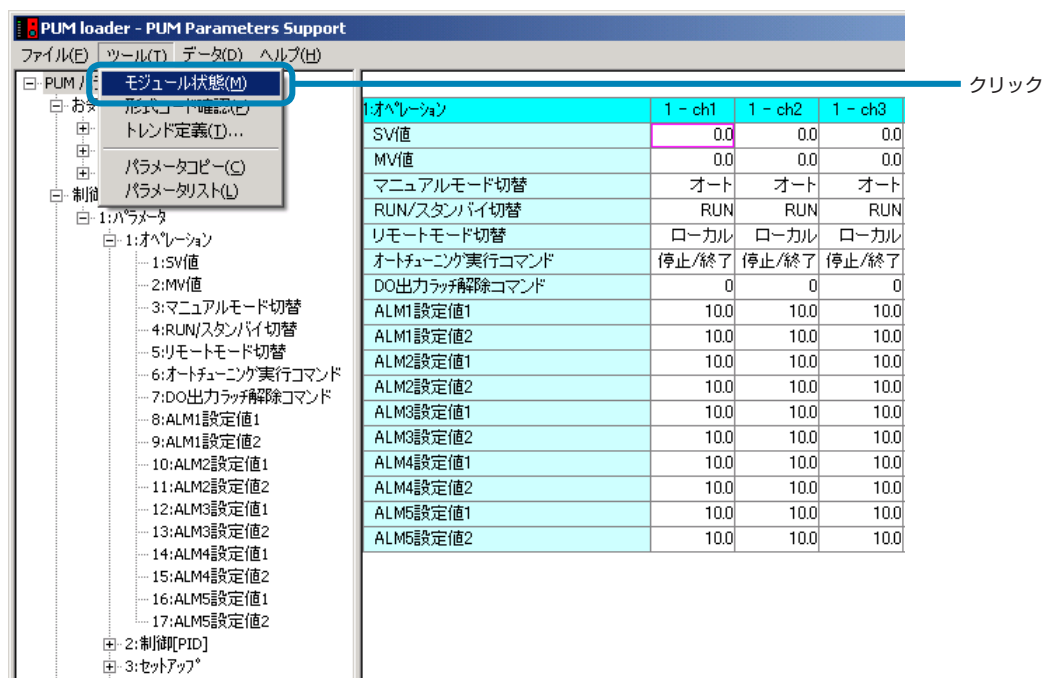 PUM loader - PUM Parameters Support
ファイル(F) ツール(T) データ(D) ヘルプ(H)
モジュール状態(M)
トレンド定義(T)...
パラメータコピー(C)
パラメータリスト(L)
クリック
PUM /
お
制御
1:パラメータ
1:オペレーション
1:SV値
2:MV値
3:マニュアルモード切替
4:RUN/スタンバイ切替
5:リモートモード切替
6:オートチューニング実行コマンド
7:DO出力ラッチ解除コマンド
8:ALM1設定値1
9:ALM1設定値2
10:ALM2設定値1
11:ALM2設定値2
12:ALM3設定値1
13:ALM3設定値2
14:ALM4設定値1
15:ALM4設定値2
16:ALM5設定値1
17:ALM5設定値2
2:制御[PID]
3:セットアップ
1:オペレーション 1 - ch1 1 - ch2 1 - ch3
SV値 0.0 0.0 0.0
MV値 0.0 0.0 0.0
マニュアルモード切替 オート オート オート
RUN/スタンバイ切替 RUN RUN RUN
リモートモード切替 ローカル ローカル ローカル
オートチューニング実行コマンド 停止/終了 停止/終了 停止/終了
DO出力ラッチ解除コマンド 0 0 0
ALM1設定値1 10.0 10.0 10.0
ALM1設定値2 10.0 10.0 10.0
ALM2設定値1 10.0 10.0 10.0
ALM2設定値2 10.0 10.0 10.0
ALM3設定値1 10.0 10.0 10.0
ALM3設定値2 10.0 10.0 10.0
ALM4設定値1 10.0 10.0 10.0
ALM4設定値2 10.0 10.0 10.0
ALM5設定値1 10.0 10.0 10.0
ALM5設定値2 10.0 10.0 10.0